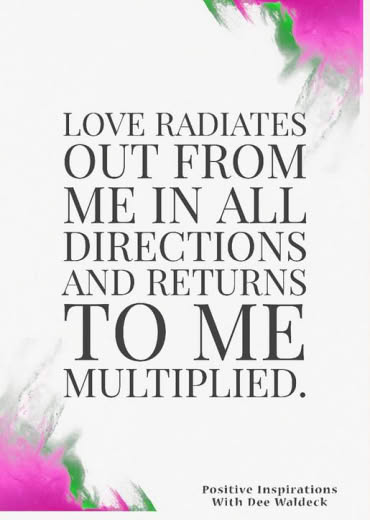 LOVE RADIATES
OUT FROM
ME IN ALL
DIRECTIONS
AND RETURNS
TO ME
MULTIPLIED.
Positive Inspirations
With Dee Waldeck